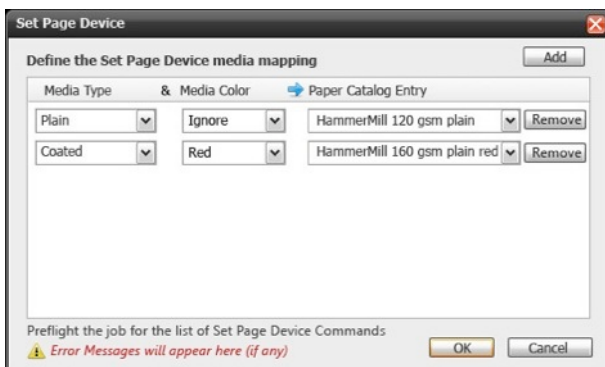 Set Page Device
Define the Set Page Device media mapping Add
Media Type & Media Color Paper Catalog Entry
Plain Ignore HammerMill 120 gsm plain Remove
Coated Red HammerMill 160 gsm plain red Remove
Preflight the job for the list of Set Page Device Commands
Error Messages will appear here (if any) OK Cancel